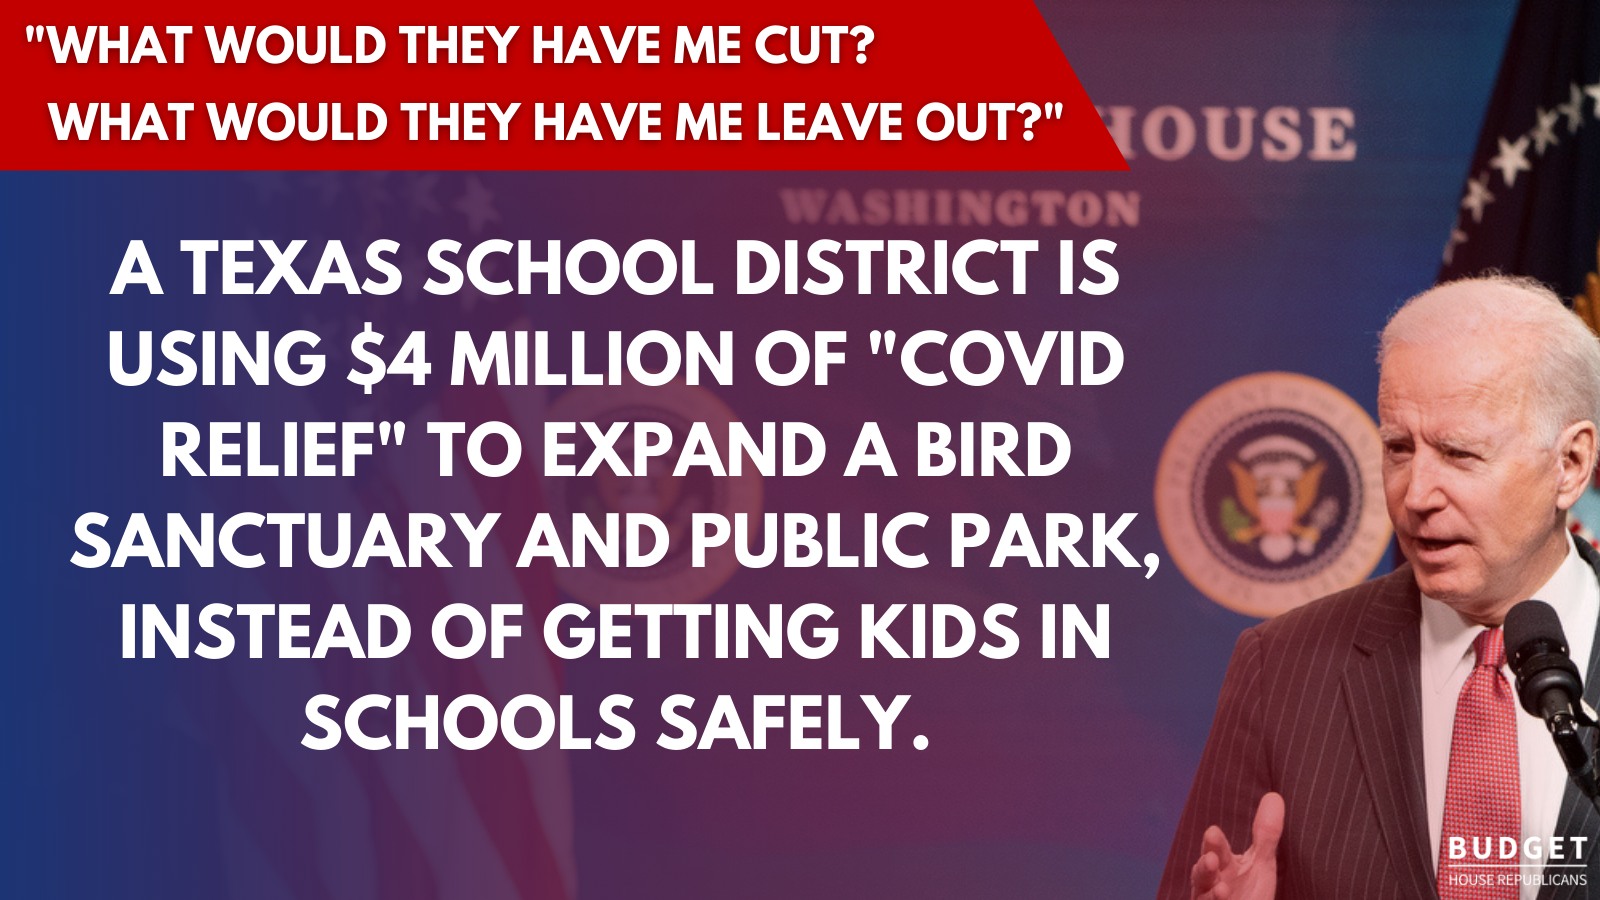 "WHAT WOULD THEY HAVE ME CUT?
WHAT WOULD THEY HAVE ME LEAVE OUT?"
HOUSE
WASHINGTON
A TEXAS SCHOOL DISTRICT IS
USING $4 MILLION OF "COVID
RELIEF" TO EXPAND A BIRD
SANCTUARY AND PUBLIC PARK,
INSTEAD OF GETTING KIDS IN
SCHOOLS SAFELY.
BUDGET
HOUSE REPUBLICANS